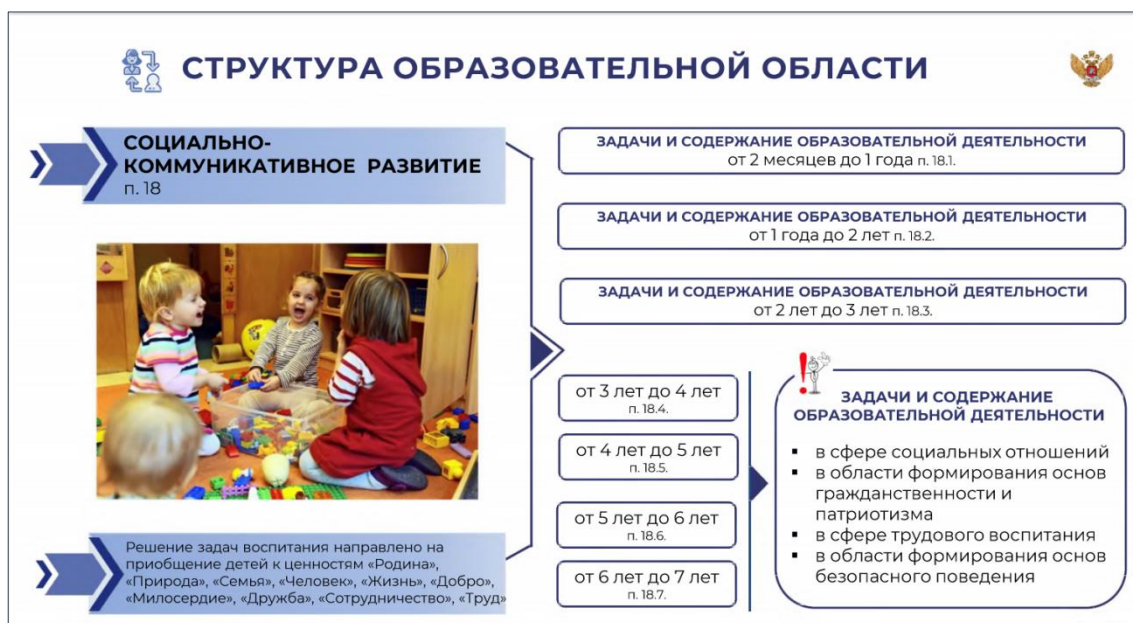 СТРУКТУРА ОБРАЗОВАТЕЛЬНОЙ ОБЛАСТИ
СОЦИАЛЬНО-
КОММУНИКАТИВНОЕ РАЗВИТИЕ
п. 18
ЗАДАЧИ И СОДЕРЖАНИЕ ОБРАЗОВАТЕЛЬНОЙ ДЕЯТЕЛЬНОСТИ
от 2 месяцев до 1 года п. 18.1.
ЗАДАЧИ И СОДЕРЖАНИЕ ОБРАЗОВАТЕЛЬНОЙ ДЕЯТЕЛЬНОСТИ
от 1 года до 2 лет п. 18.2.
ЗАДАЧИ И СОДЕРЖАНИЕ ОБРАЗОВАТЕЛЬНОЙ ДЕЯТЕЛЬНОСТИ
от 2 лет до 3 лет п. 18.3.
от 3 лет до 4 лет
п. 18.4.
от 4 лет до 5 лет
п. 18.5.
от 5 лет до 6 лет
п. 18.6.
от 6 лет до 7 лет
п. 18.7.
ЗАДАЧИ И СОДЕРЖАНИЕ
ОБРАЗОВАТЕЛЬНОЙ ДЕЯТЕЛЬНОСТИ
▪ в сфере социальных отношений
▪ в области формирования основ
гражданственности и
патриотизма
▪ в сфере трудового воспитания
▪ в области формирования основ
безопасного поведения
Решение задач воспитания направлено на
приобщение детей к ценностям «Родина»,
«Природа», «Семья», «Человек», «Жизнь», «Добро»,
«Милосердие», «Дружба», «Сотрудничество», «Труд»